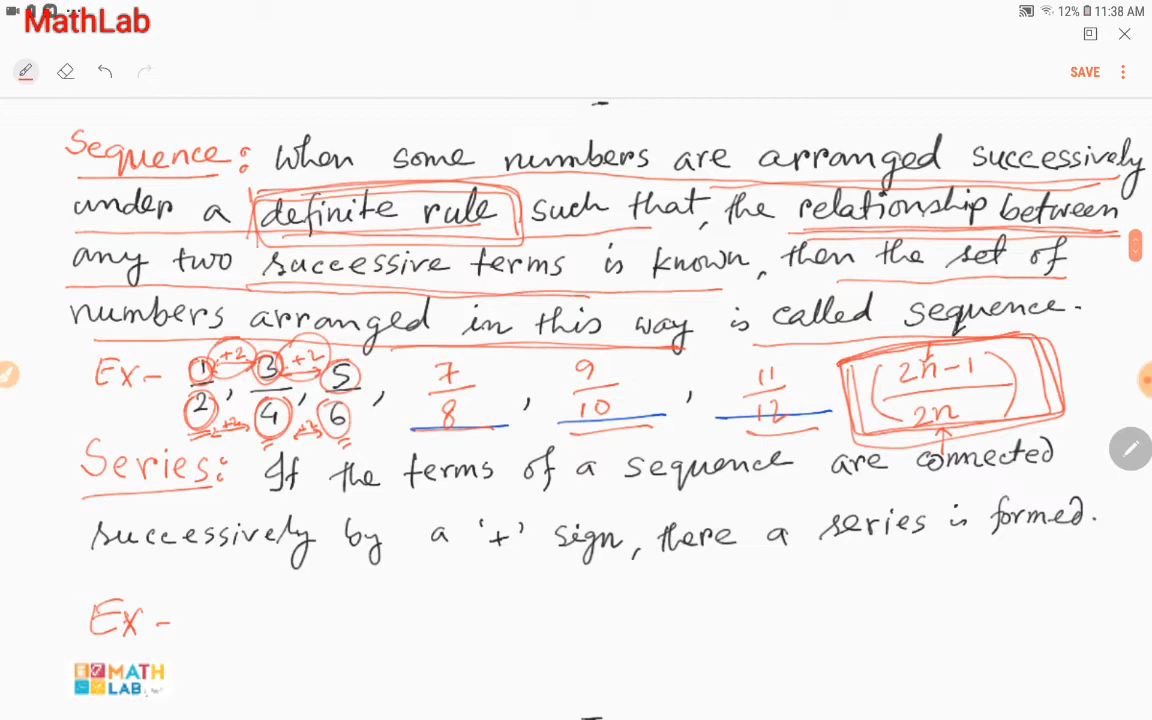 MathLab
12% 11:38 AM
SAVE
Sequence: When some numbers are arranged successively
under a definite rule such that, the relationship between
any two successive terms is known, then the set of
numbers arranged in this way is called sequence.
+2 +2
Ex- 1/2, 3/4, 5/6, 7/8, 9/10, 11/12 (2n-1/2n)
+2 +2
Series: If the terms of a sequence are connected
successively by a '+' sign, there a series is formed.
Ex -
MATH
LAB